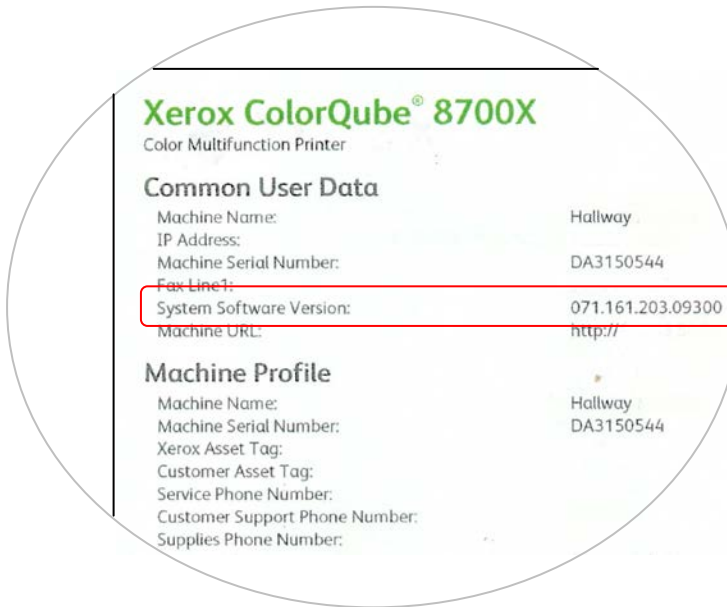 Xerox ColorQube® 8700X
Color Multifunction Printer
Common User Data
Machine Name: Hallway
IP Address:
Machine Serial Number: DA3150544
Fax Line1:
System Software Version: 071.161.203.09300
Machine URL: http://
Machine Profile
Machine Name: Hallway
Machine Serial Number: DA3150544
Xerox Asset Tag:
Customer Asset Tag:
Service Phone Number:
Customer Support Phone Number:
Supplies Phone Number: